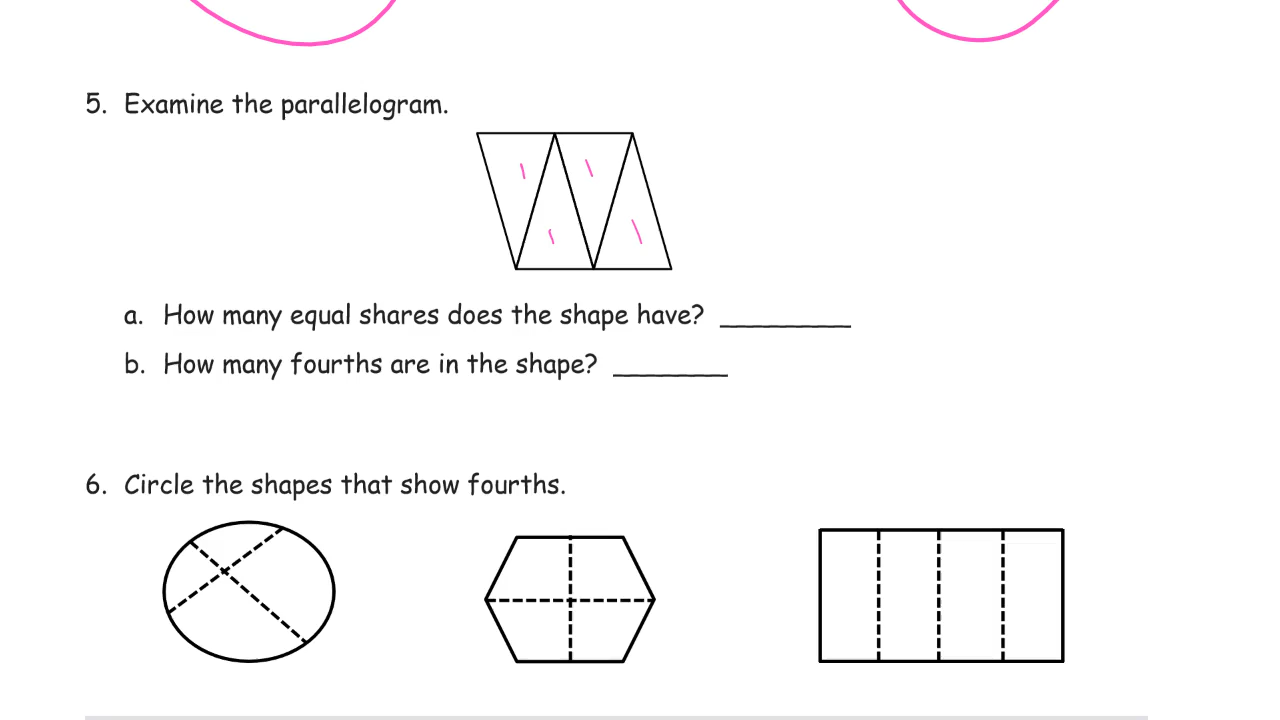 5. Examine the parallelogram.
a. How many equal shares does the shape have? ________
b. How many fourths are in the shape? _______
6. Circle the shapes that show fourths.